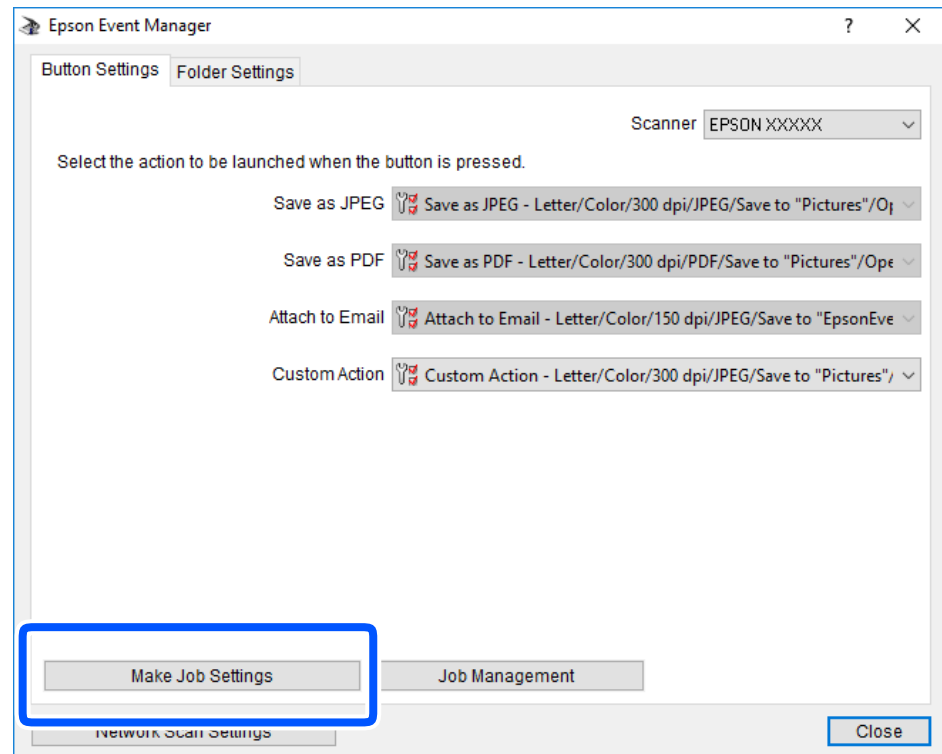 Epson Event Manager
Button Settings Folder Settings
Scanner EPSON XXXXX
Select the action to be launched when the button is pressed.
Save as JPEG Save as JPEG - Letter/Color/300 dpi/JPEG/Save to "Pictures"/Op
Save as PDF Save as PDF - Letter/Color/300 dpi/PDF/Save to "Pictures"/Ope
Attach to Email Attach to Email - Letter/Color/150 dpi/JPEG/Save to "EpsonEve
Custom Action Custom Action - Letter/Color/300 dpi/JPEG/Save to "Pictures"/
Make Job Settings Job Management
Network Scan Settings Close